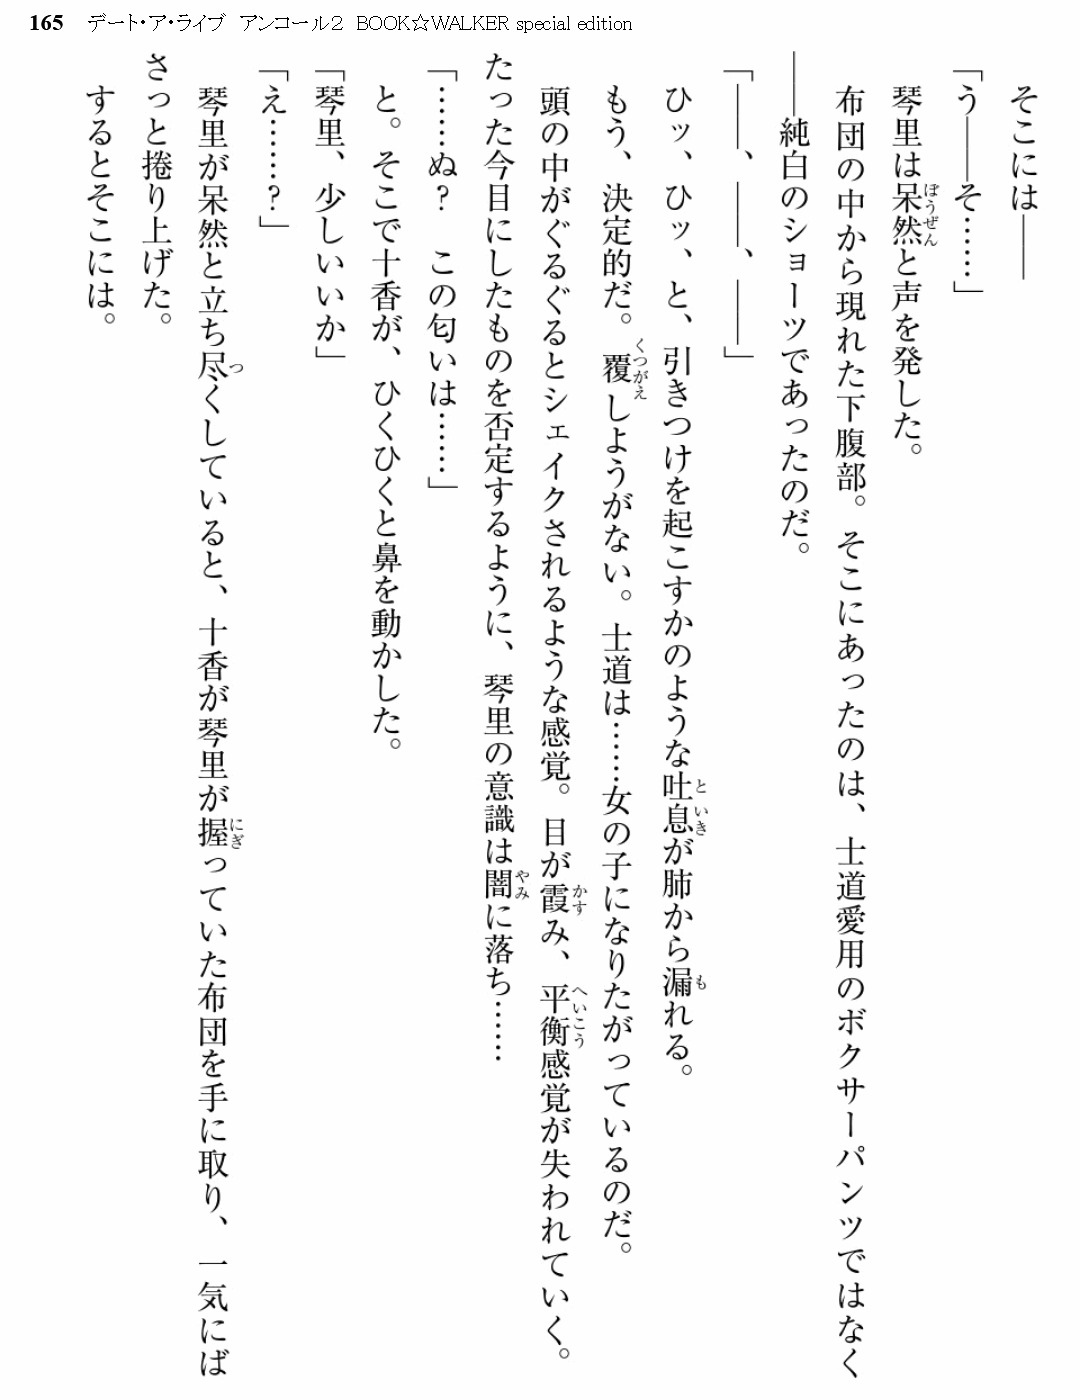 165 デート・ア・ライブ アンコール2 BOOK☆WALKER special edition
そこには――
「う――そ……」
琴里は呆然と声を発した。
布団の中から現れた下腹部。そこにあったのは、士道愛用のボクサーパンツではなく
――純白のショーツであったのだ。
「――、――、――」
ひッ、ひッ、と、引きつけを起こすかのような吐息が肺から漏れる。
もう、決定的だ。覆しようがない。士道は……女の子になりたがっているのだ。
頭の中がぐるぐるとシェイクされるような感覚。目が霞み、平衡感覚が失われていく。
たった今目にしたものを否定するように、琴里の意識は闇に落ち……
「……ぬ? この匂いは……」
と。そこで十香が、ひくひくと鼻を動かした。
「琴里、少しいいか」
「え……?」
琴里が呆然と立ち尽くしていると、十香が琴里が握っていた布団を手に取り、一気にば
さっと捲り上げた。
するとそこには。